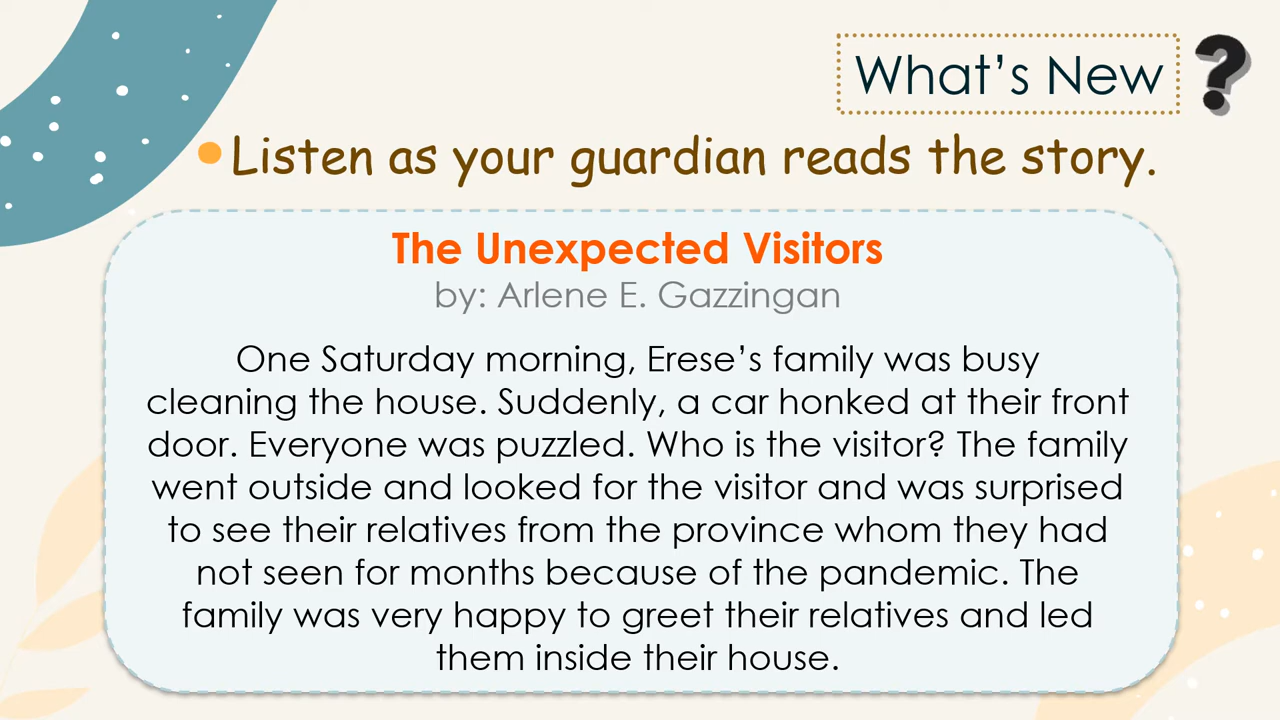 What's New
?
•Listen as your guardian reads the story.
The Unexpected Visitors
by: Arlene E. Gazzingan
One Saturday morning, Erese's family was busy
cleaning the house. Suddenly, a car honked at their front
door. Everyone was puzzled. Who is the visitor? The family
went outside and looked for the visitor and was surprised
to see their relatives from the province whom they had
not seen for months because of the pandemic. The
family was very happy to greet their relatives and led
them inside their house.